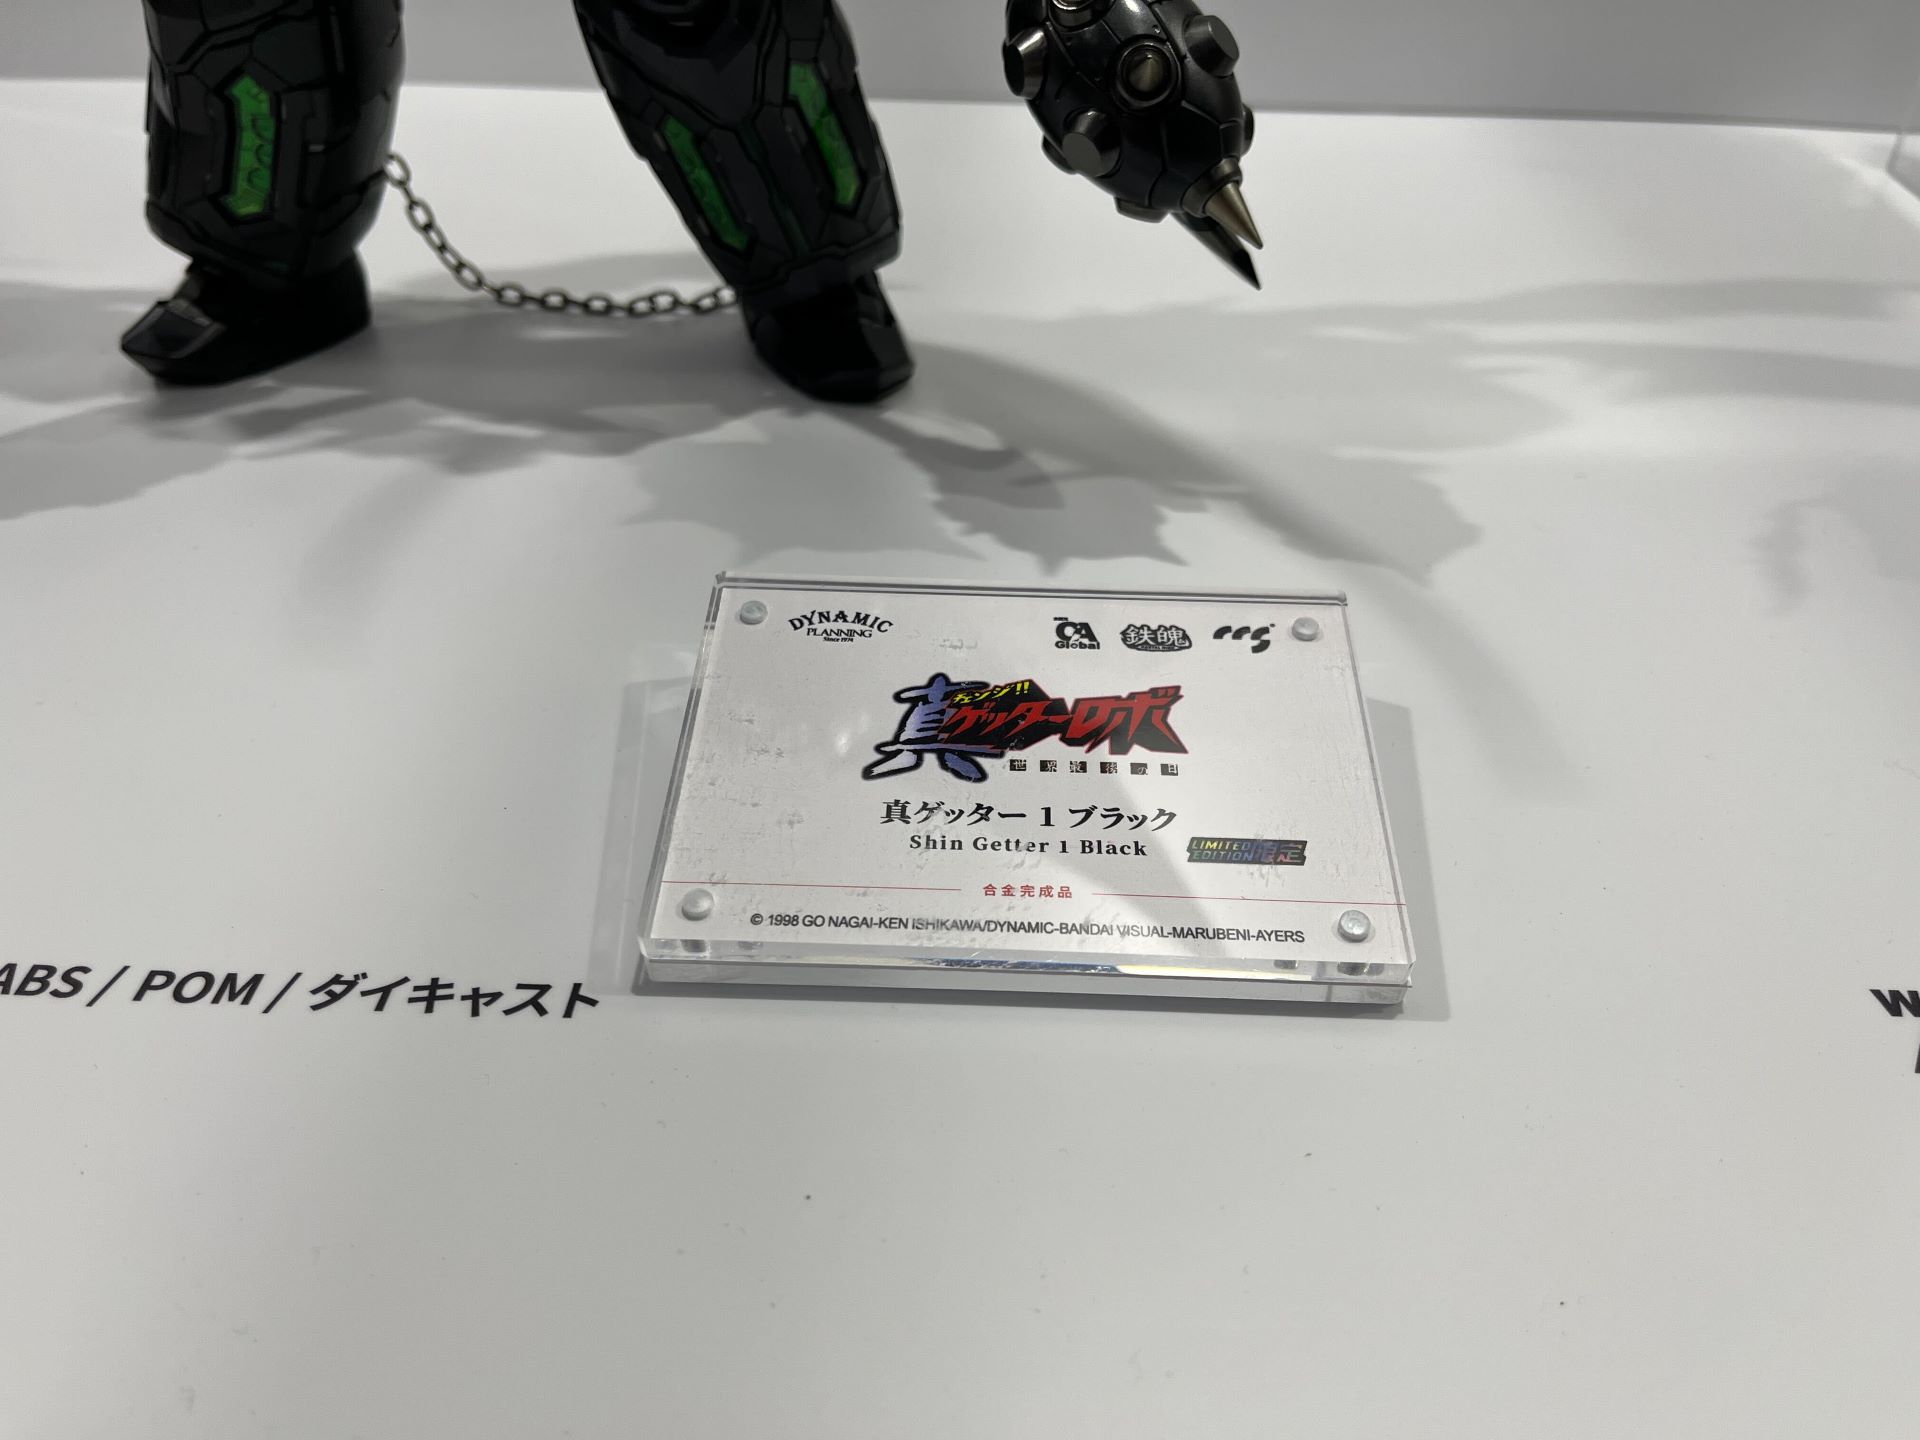 DYNAMIC
PLANNING
Since 1974
CA
Global
鉄魄
ccs
チェンジ!!
真ゲッターロボ
世界最後の日
真ゲッター 1 ブラック
Shin Getter 1 Black
LIMITED
EDITION 限定
合金完成品
© 1998 GO NAGAI-KEN ISHIKAWA/DYNAMIC-BANDAI VISUAL-MARUBENI-AYERS
ABS / POM / ダイキャスト